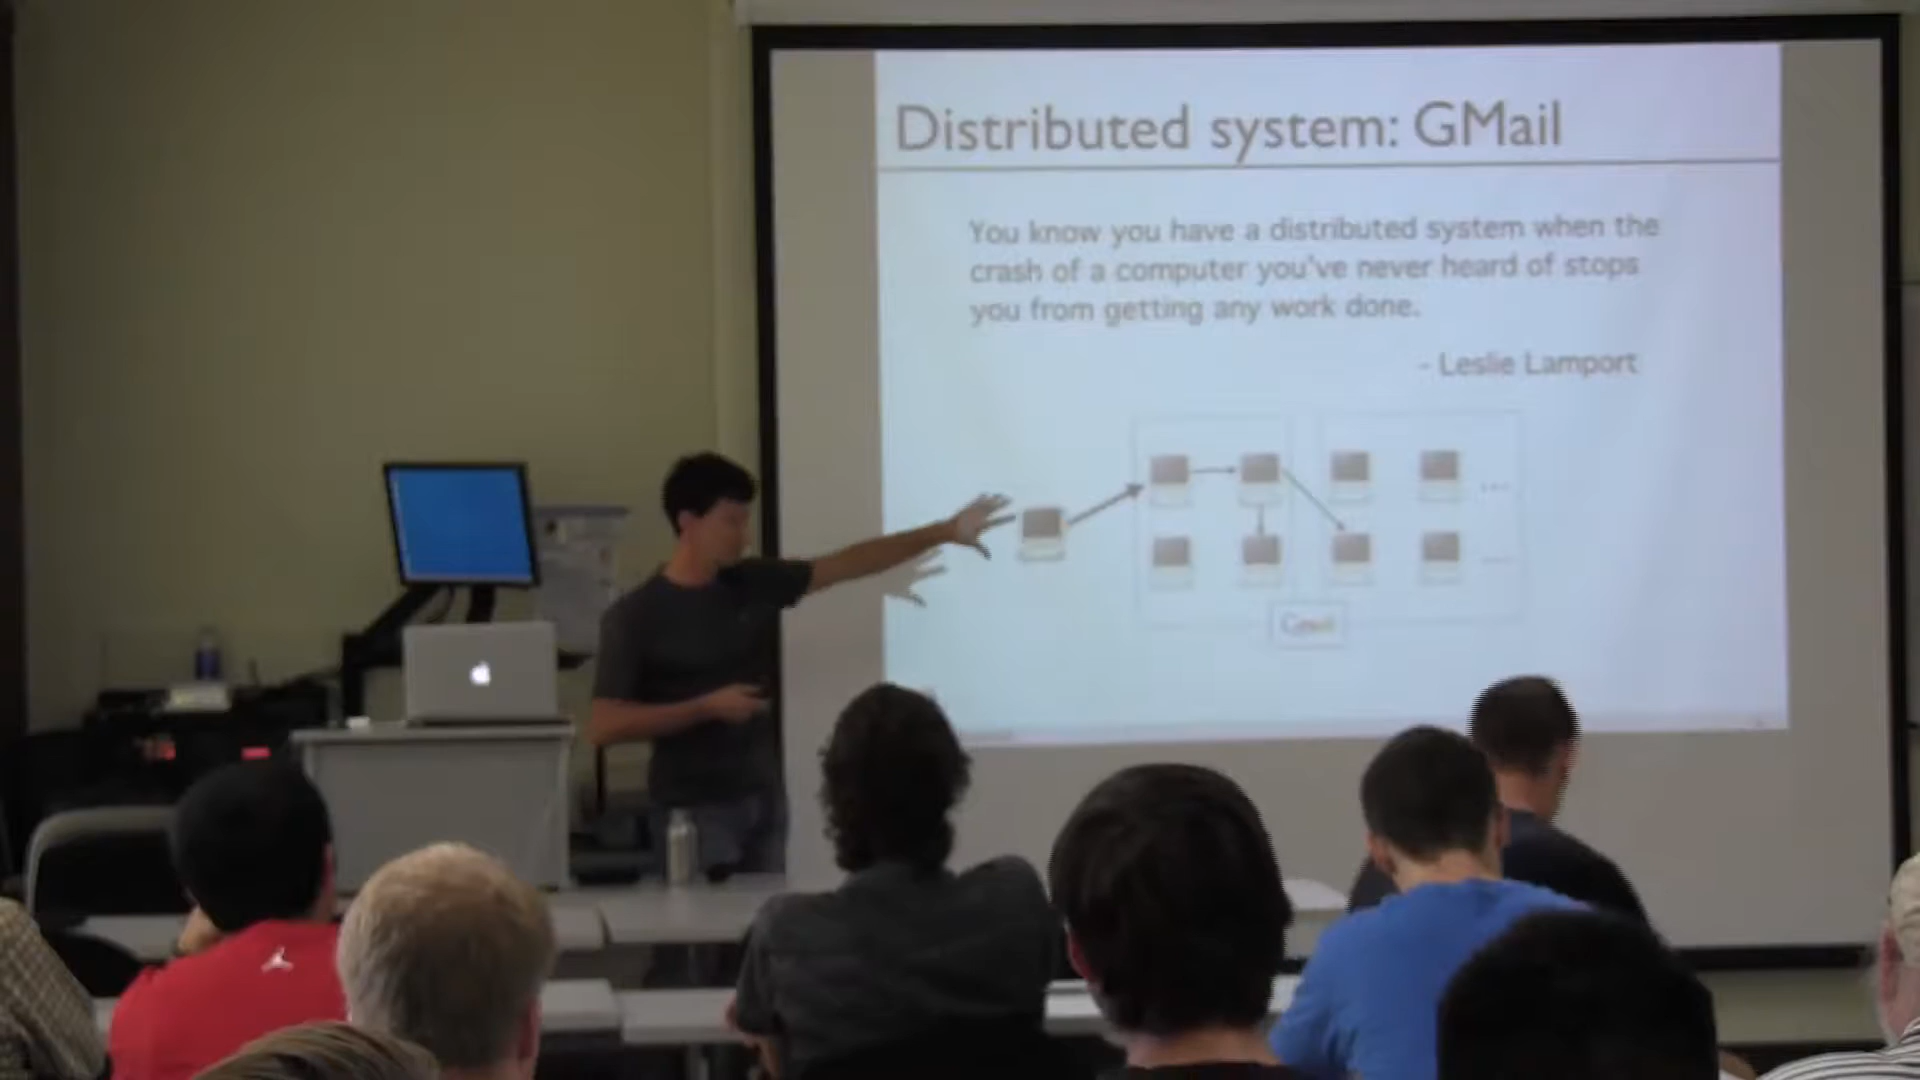 Distributed system: GMail
You know you have a distributed system when the
crash of a computer you've never heard of stops
you from getting any work done.
- Leslie Lamport
...
Gmail